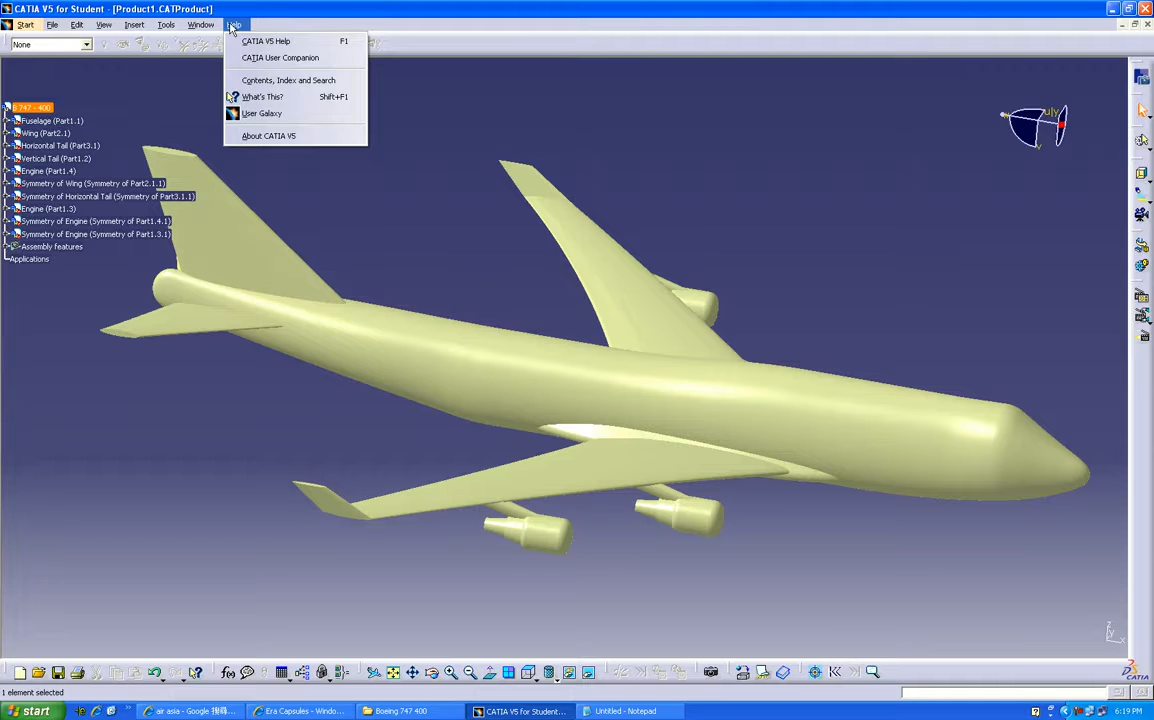 CATIA V5 for Student - [Product1.CATProduct]
Start File Edit View Insert Tools Window Help
None
CATIA V5 Help F1
CATIA User Companion
Contents, Index and Search
What's This? Shift+F1
User Galaxy
About CATIA V5
B 747 - 400
Fuselage (Part1.1)
Wing (Part2.1)
Horizontal Tail (Part3.1)
Vertical Tail (Part1.2)
Engine (Part1.4)
Symmetry of Wing (Symmetry of Part2.1.1)
Symmetry of Horizontal Tail (Symmetry of Part3.1.1)
Engine (Part1.3)
Symmetry of Engine (Symmetry of Part1.4.1)
Symmetry of Engine (Symmetry of Part1.3.1)
Assembly features
Applications
z
y
x
f(x)
CATIA
1 element selected
start
air asia - Google 搜尋...
Era Capsules - Windo...
Boeing 747 400
CATIA V5 for Student...
Untitled - Notepad
6:19 PM